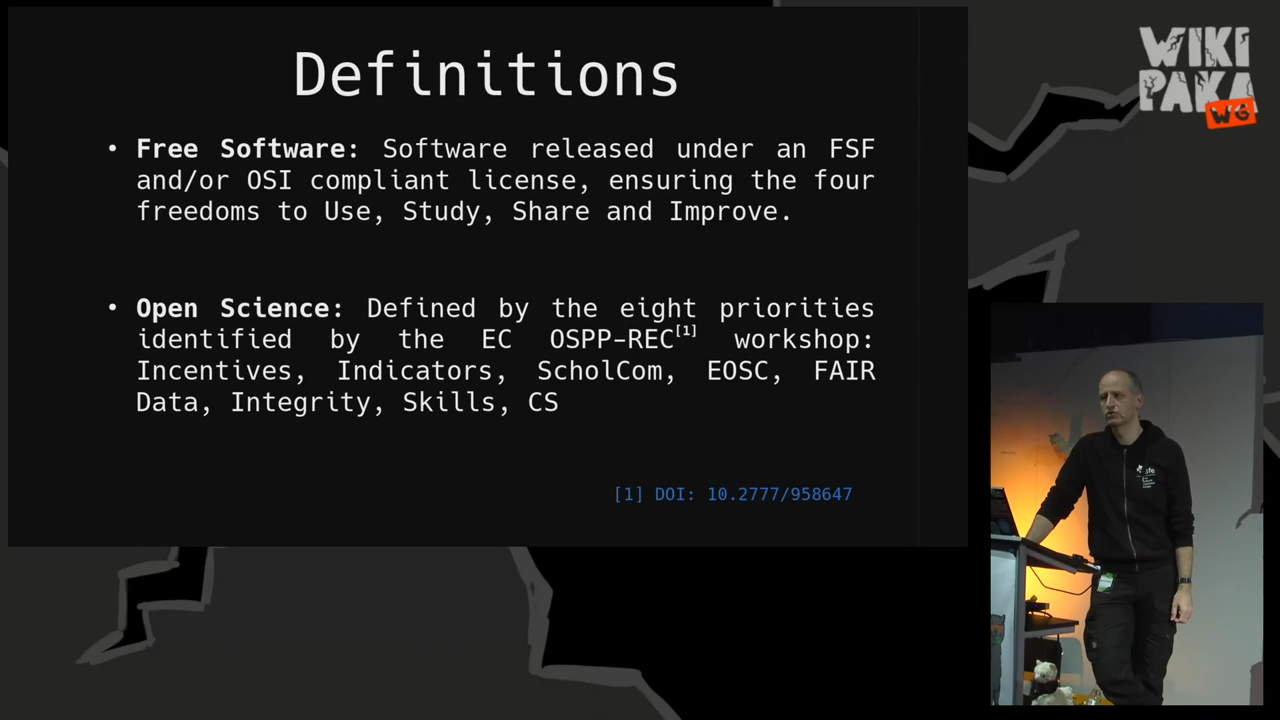 Definitions
WIKI
PAKA
WG
• Free Software: Software released under an FSF
and/or OSI compliant license, ensuring the four
freedoms to Use, Study, Share and Improve.
• Open Science: Defined by the eight priorities
identified by the EC OSPP-REC[1] workshop:
Incentives, Indicators, ScholCom, EOSC, FAIR
Data, Integrity, Skills, CS
[1] DOI: 10.2777/958647